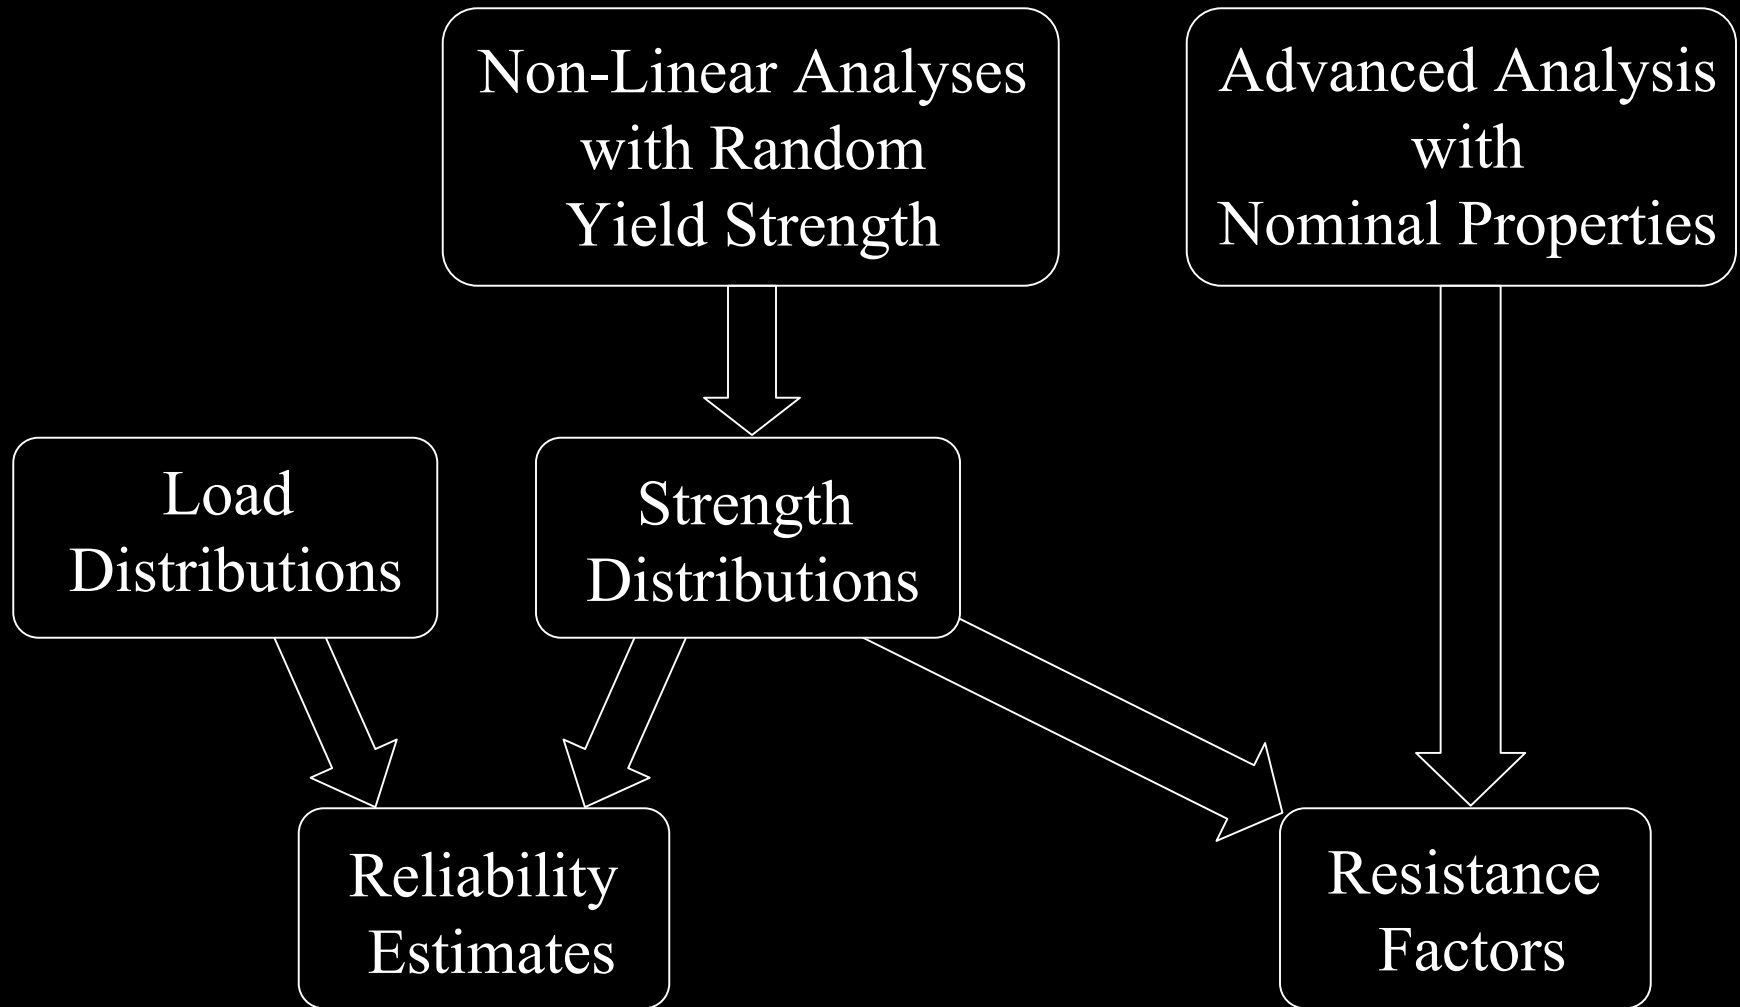 Non-Linear Analyses
with Random
Yield Strength
Advanced Analysis
with
Nominal Properties
Load
Distributions
Strength
Distributions
Reliability
Estimates
Resistance
Factors